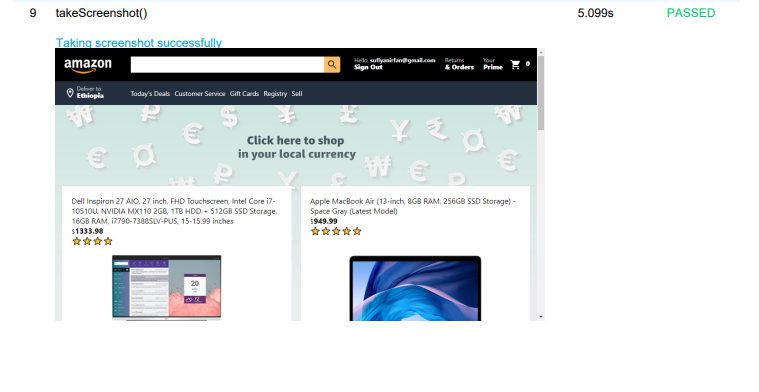 9 takeScreenshot() 5.099s PASSED
Taking screenshot successfully
amazon
Hello, sufiyanirfan@gmail.com
Sign Out
Returns
& Orders
Your
Prime
0
Deliver to
Ethiopia
Today's Deals Customer Service Gift Cards Registry Sell
Click here to shop
in your local currency
Dell Inspiron 27 AIO, 27 inch, FHD Touchscreen, Intel Core i7-
10510U, NVIDIA MX110 2GB, 1TB HDD + 512GB SSD Storage,
16GB RAM, i7790-7388SLV-PUS, 15-15.99 inches
$1333.98
Apple MacBook Air (13-inch, 8GB RAM, 256GB SSD Storage) -
Space Gray (Latest Model)
$949.99
20